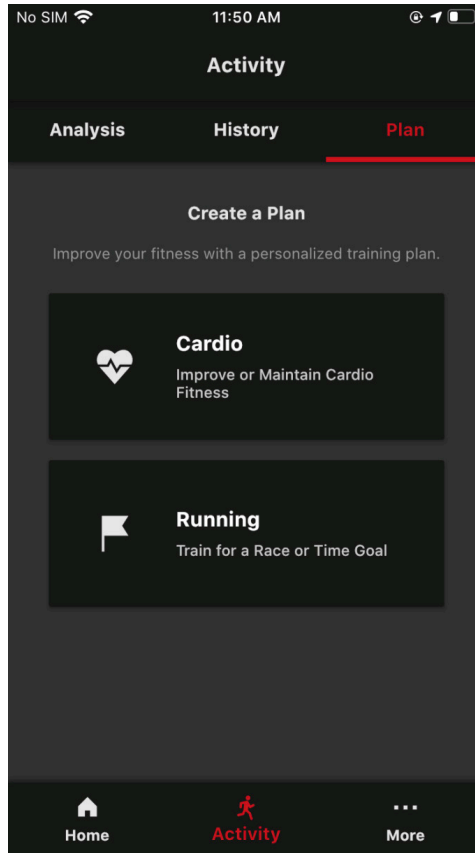 No SIM 11:50 AM
Activity
Analysis History Plan
Create a Plan
Improve your fitness with a personalized training plan.
Cardio
Improve or Maintain Cardio
Fitness
Running
Train for a Race or Time Goal
Home Activity More